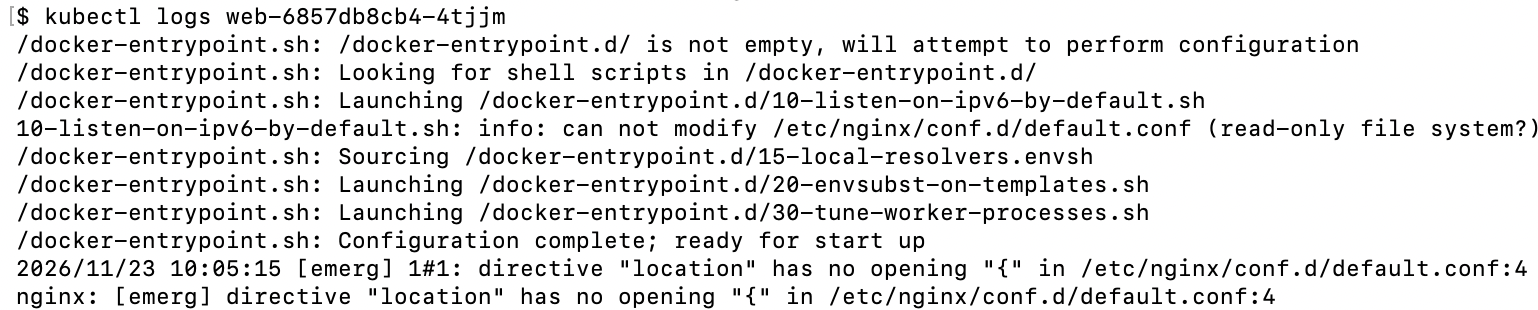 [$ kubectl logs web-6857db8cb4-4tjjm
/docker-entrypoint.sh: /docker-entrypoint.d/ is not empty, will attempt to perform configuration
/docker-entrypoint.sh: Looking for shell scripts in /docker-entrypoint.d/
/docker-entrypoint.sh: Launching /docker-entrypoint.d/10-listen-on-ipv6-by-default.sh
10-listen-on-ipv6-by-default.sh: info: can not modify /etc/nginx/conf.d/default.conf (read-only file system?)
/docker-entrypoint.sh: Sourcing /docker-entrypoint.d/15-local-resolvers.envsh
/docker-entrypoint.sh: Launching /docker-entrypoint.d/20-envsubst-on-templates.sh
/docker-entrypoint.sh: Launching /docker-entrypoint.d/30-tune-worker-processes.sh
/docker-entrypoint.sh: Configuration complete; ready for start up
2026/11/23 10:05:15 [emerg] 1#1: directive "location" has no opening "{" in /etc/nginx/conf.d/default.conf:4
nginx: [emerg] directive "location" has no opening "{" in /etc/nginx/conf.d/default.conf:4